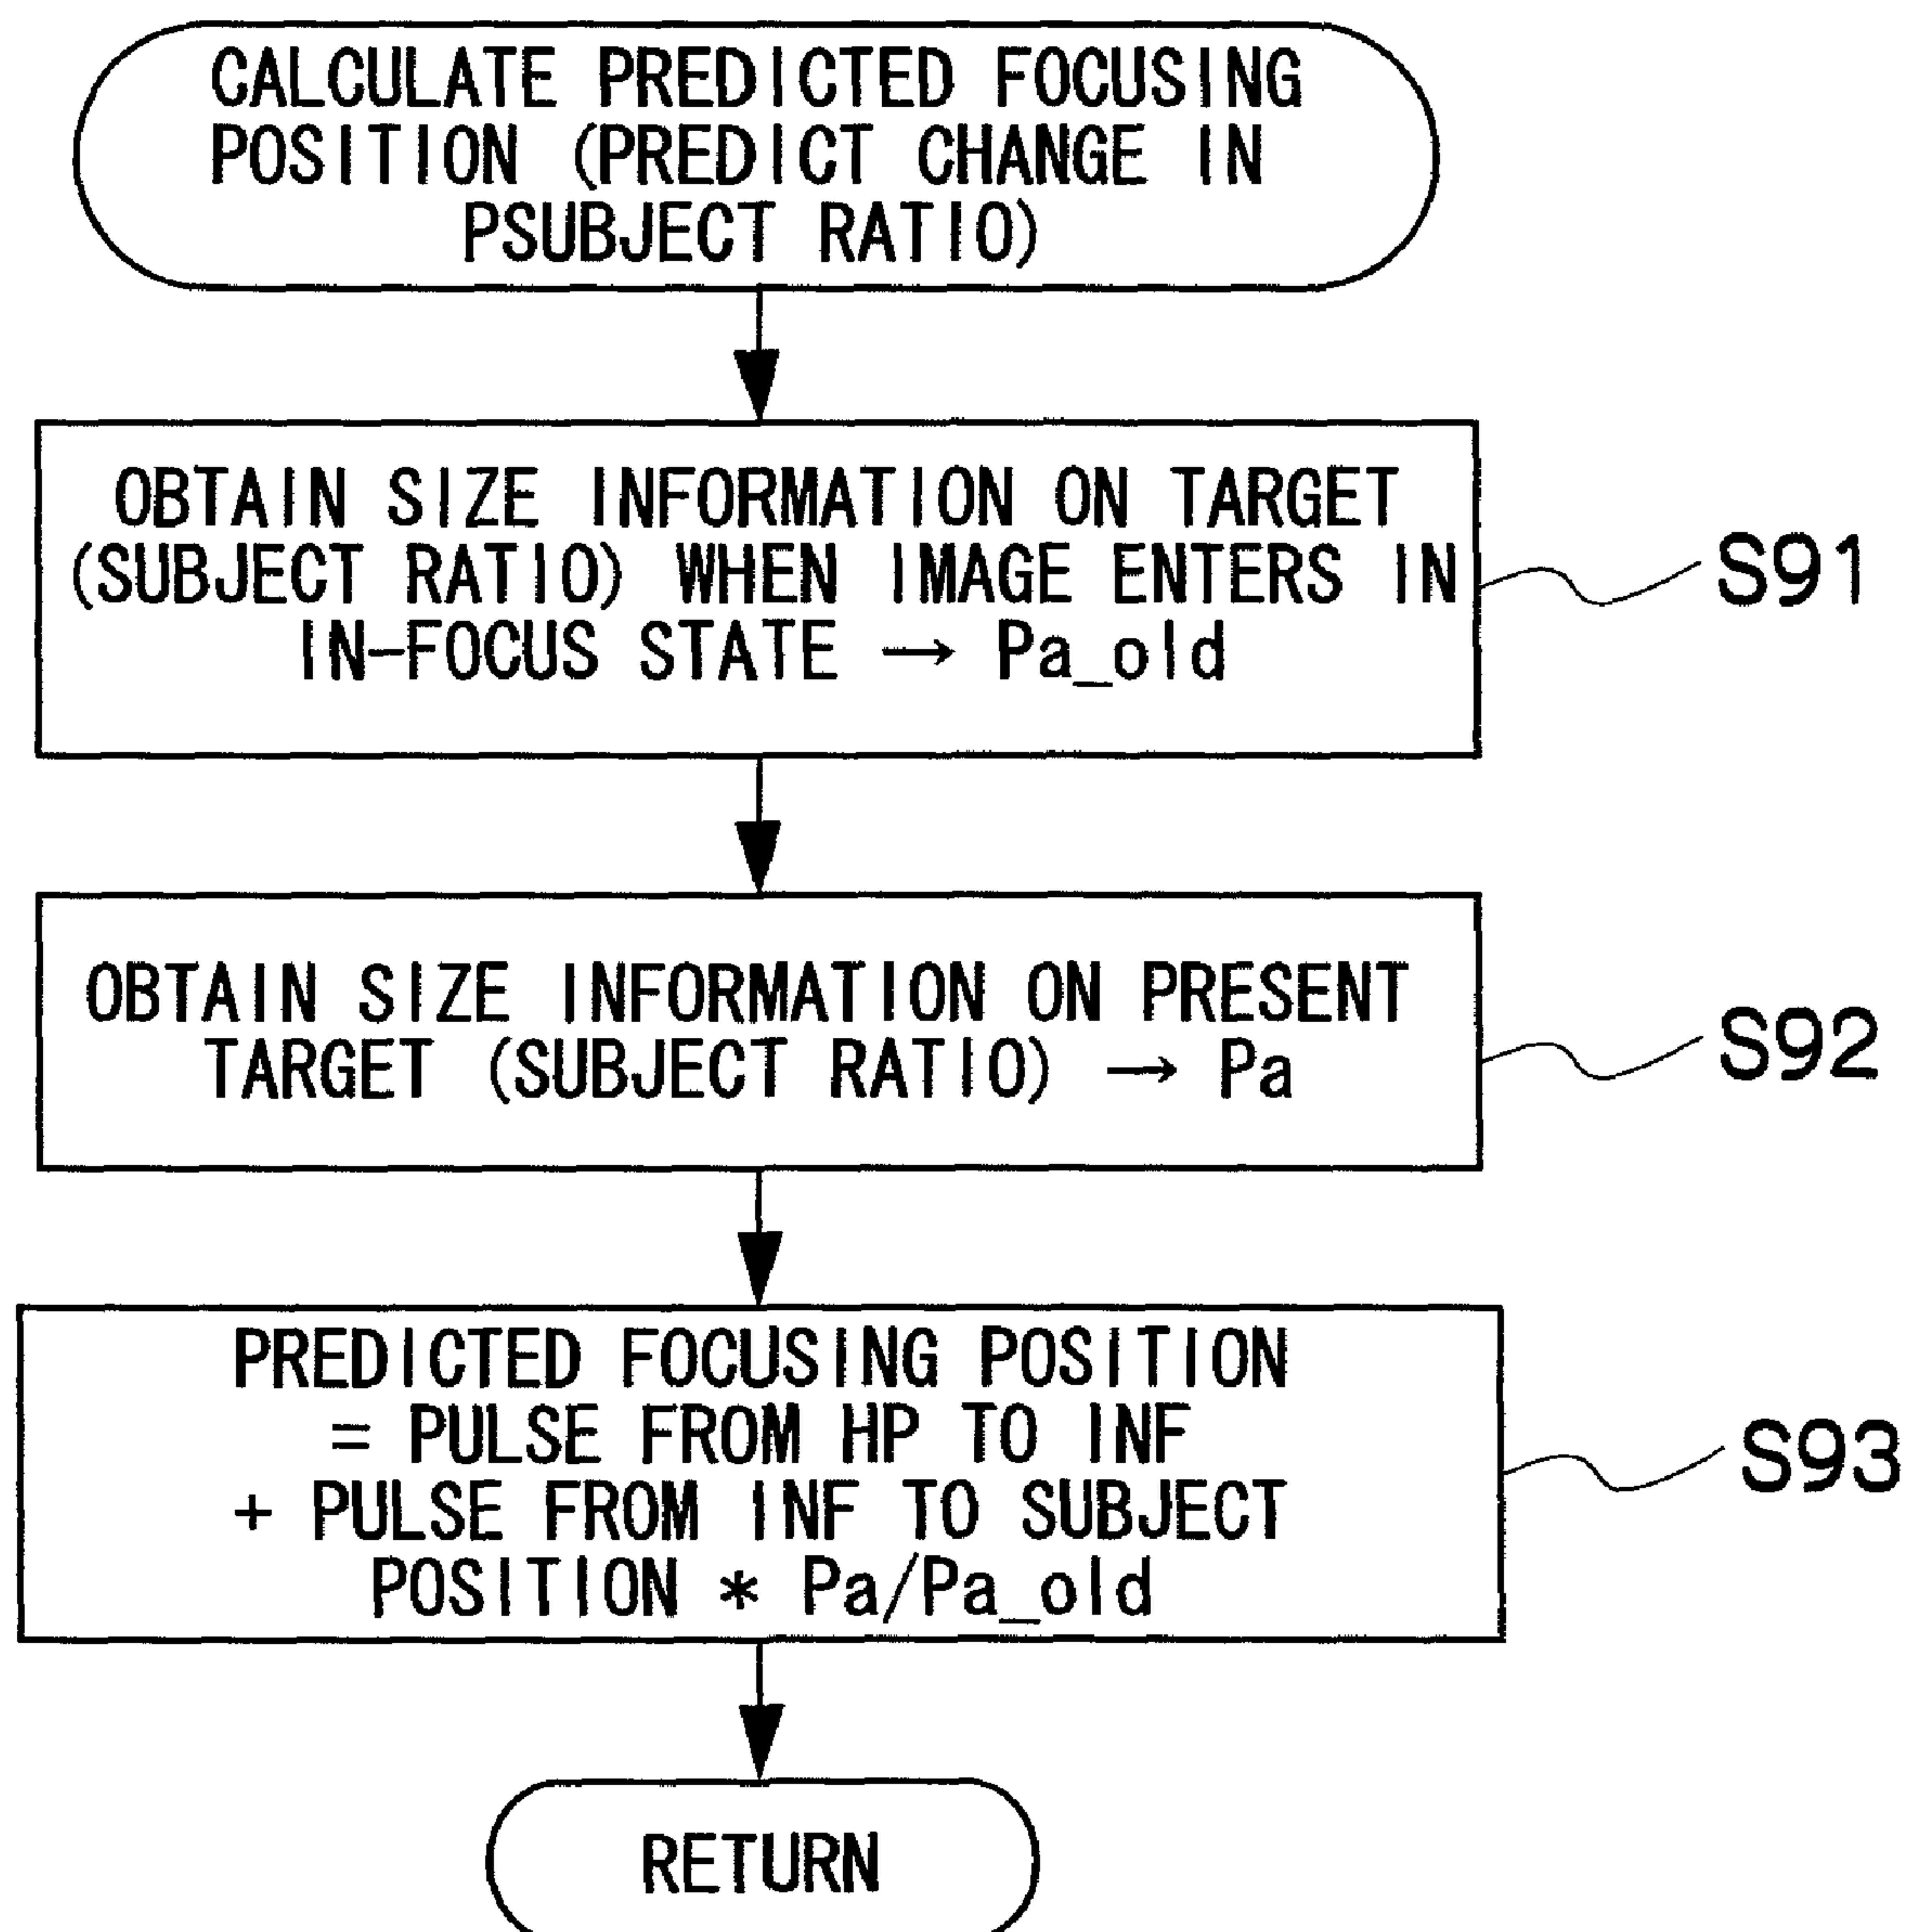 CALCULATE PREDICTED FOCUSING
POSITION (PREDICT CHANGE IN
PSUBJECT RATIO)
OBTAIN SIZE INFORMATION ON TARGET
(SUBJECT RATIO) WHEN IMAGE ENTERS IN
IN-FOCUS STATE → Pa_old
S91
OBTAIN SIZE INFORMATION ON PRESENT
TARGET (SUBJECT RATIO) → Pa
S92
PREDICTED FOCUSING POSITION
= PULSE FROM HP TO INF
+ PULSE FROM INF TO SUBJECT
POSITION * Pa/Pa_old
S93
RETURN